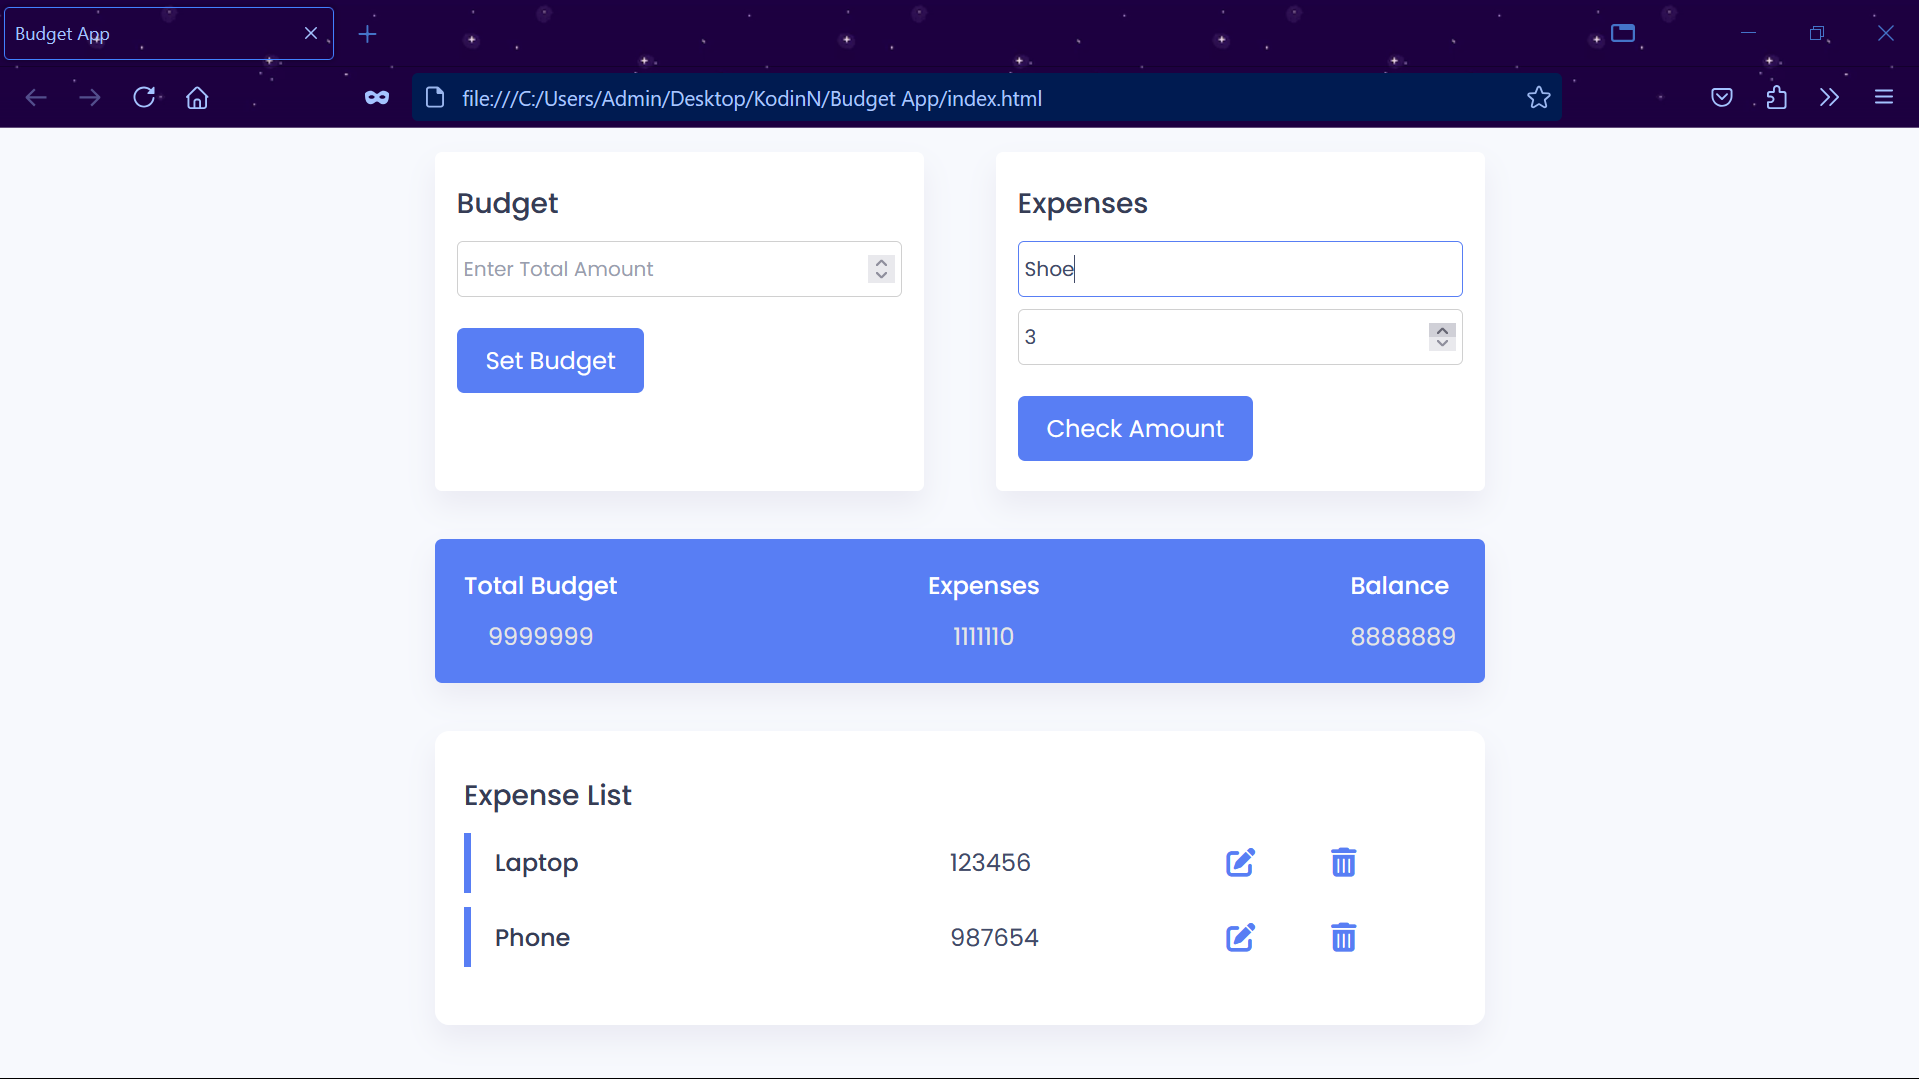 Budget App
file:///C:/Users/Admin/Desktop/KodinN/Budget App/index.html
Budget
Enter Total Amount
Set Budget
Expenses
Shoe
3
Check Amount
Total Budget Expenses Balance
9999999 1111110 8888889
Expense List
Laptop 123456
Phone 987654